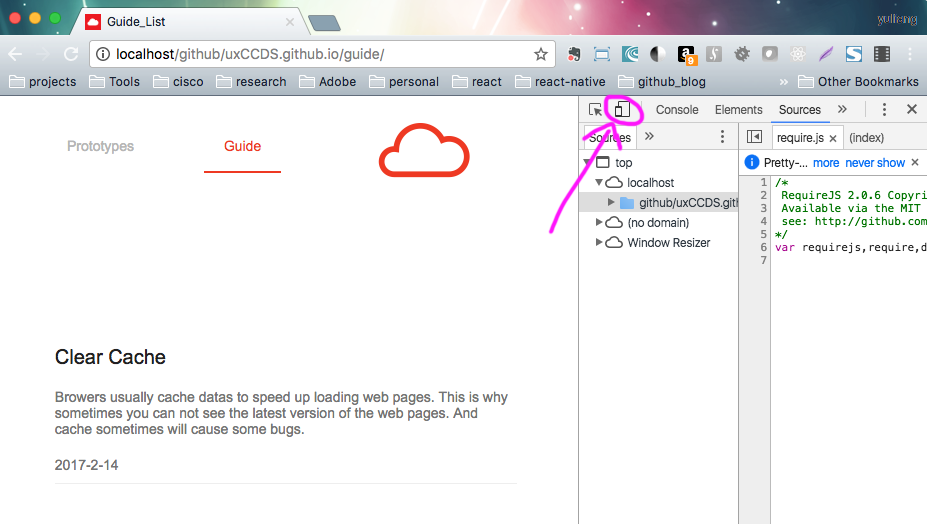 Guide_List
yuliang
localhost/github/uxCCDS.github.io/guide/
9
projects Tools cisco research Adobe personal react react-native github_blog » Other Bookmarks
Console Elements Sources »
Sources »
require.js (index)
Pretty-... more never show
top
localhost
github/uxCCDS.gith
(no domain)
Window Resizer
1 /*
2 RequireJS 2.0.6 Copyri
3 Available via the MIT
4 see: http://github.com
5 */
6 var requirejs,require,d
7
Prototypes Guide
Clear Cache
Browers usually cache datas to speed up loading web pages. This is why
sometimes you can not see the latest version of the web pages. And
cache sometimes will cause some bugs.
2017-2-14